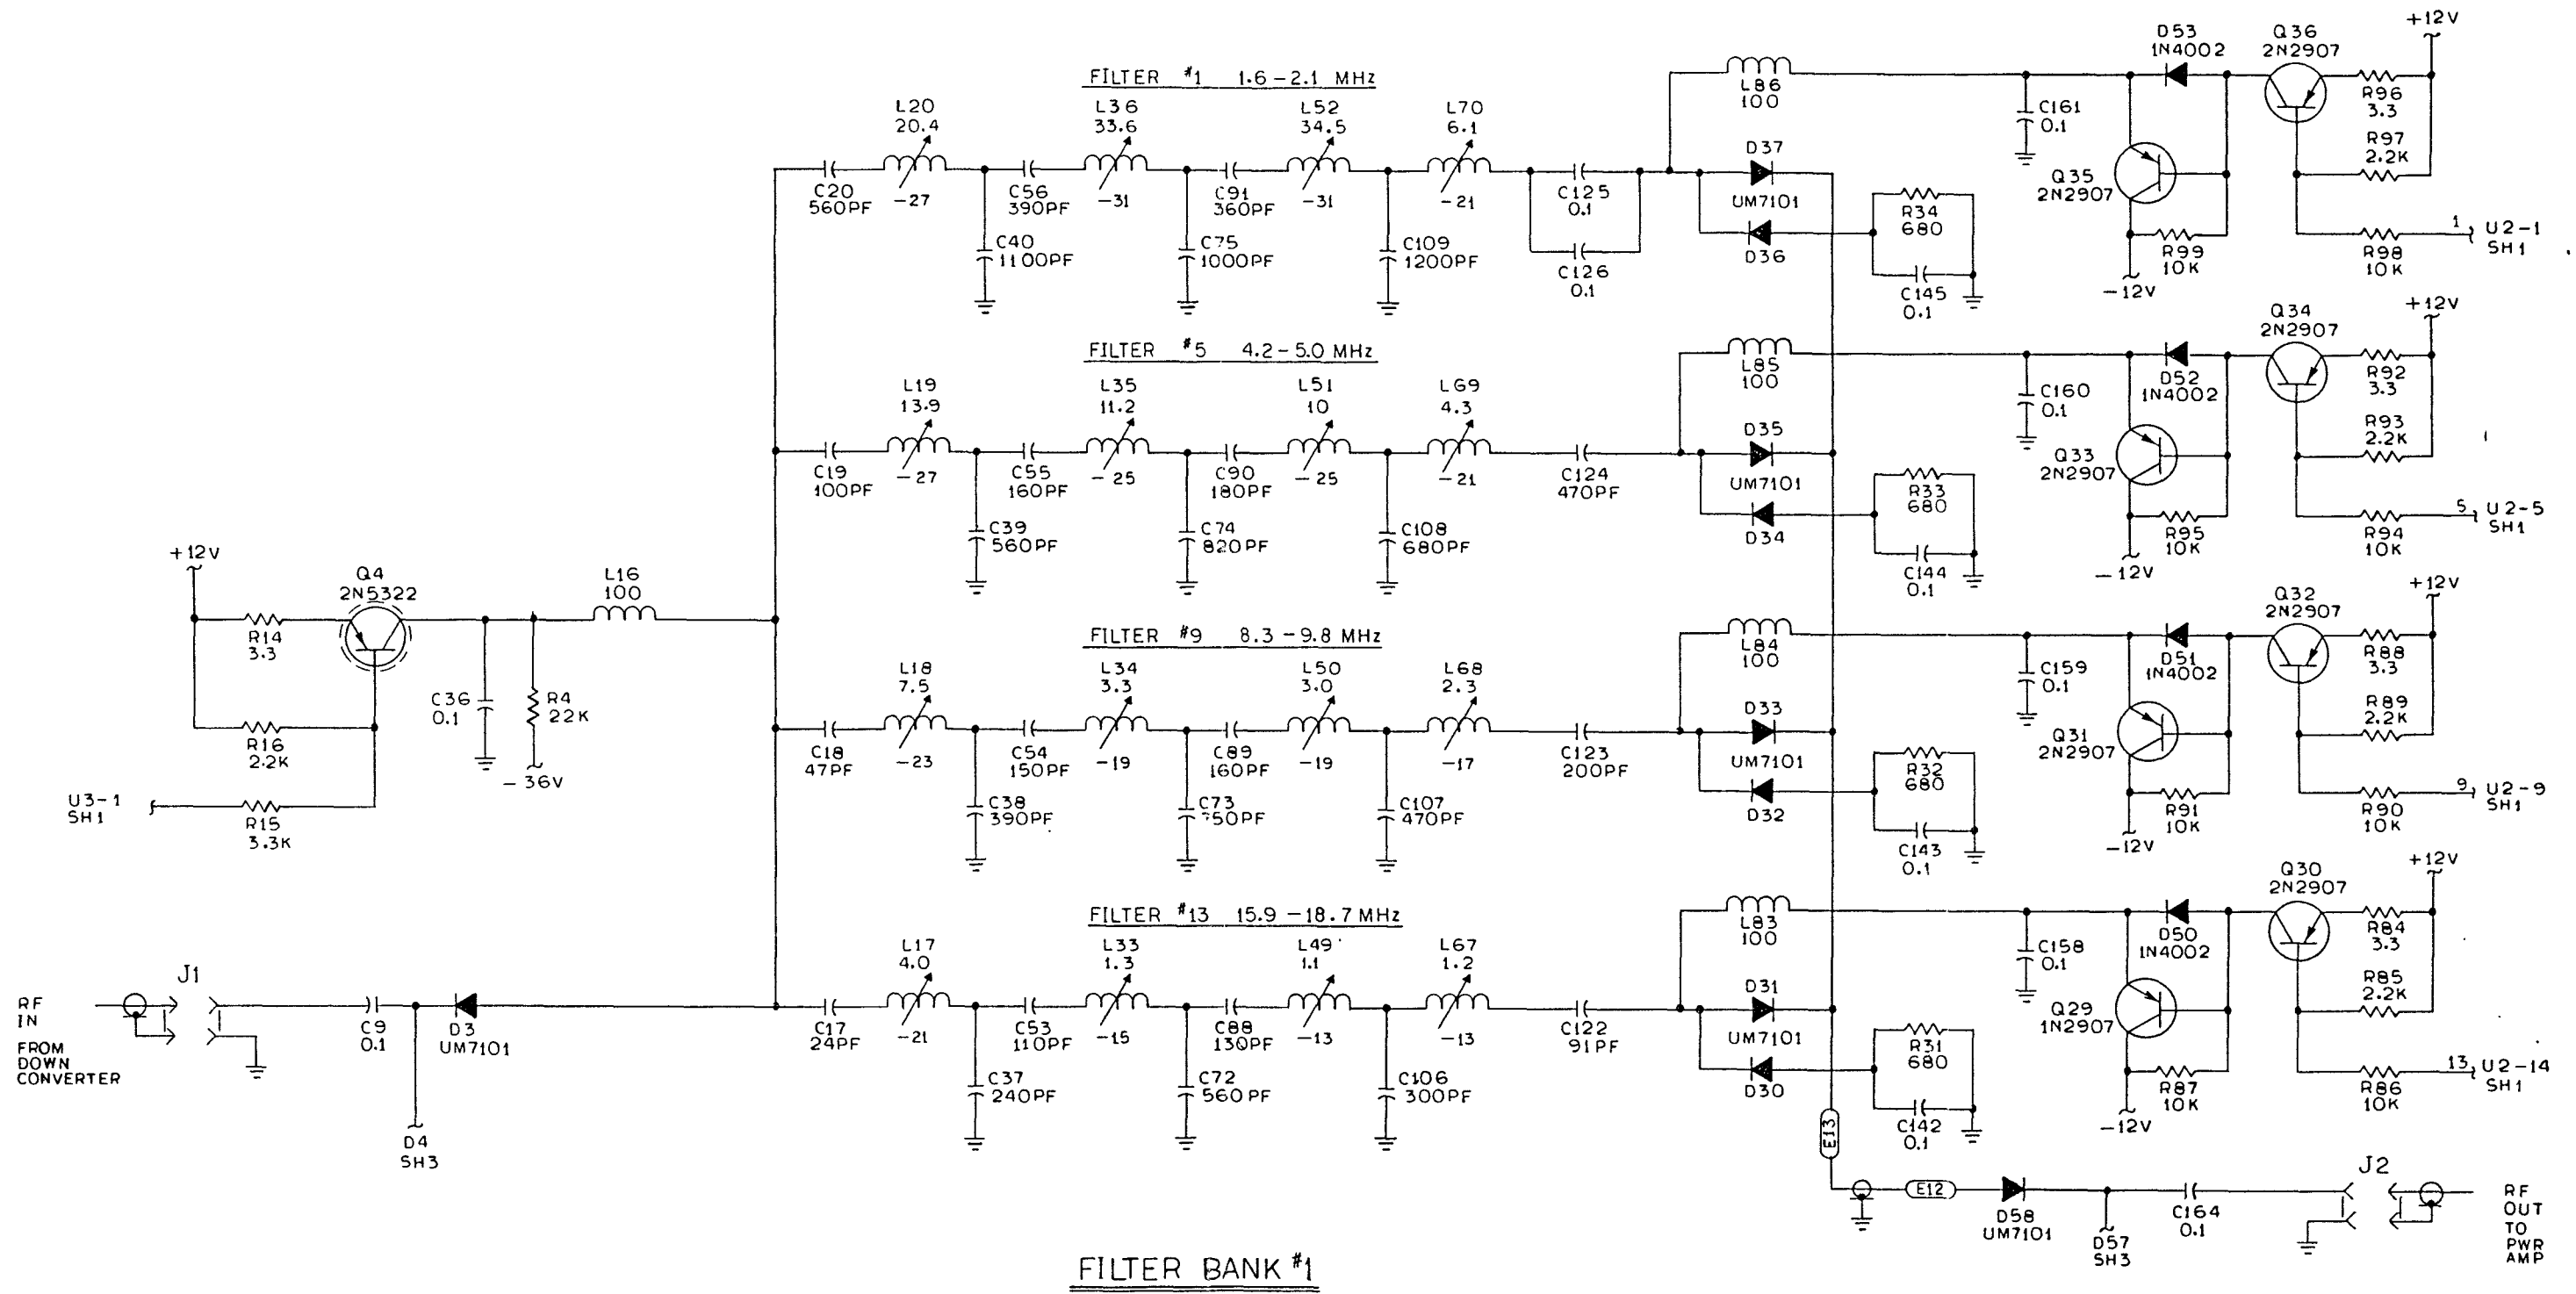 FILTER #1 1.6-2.1 MHz
L20
20.4
-27
C20
560PF
C40
1100PF
L36
33.6
-31
C56
390PF
C75
1000PF
L52
34.5
-31
C91
360PF
C109
1200PF
L70
6.1
-21
C125
0.1
C126
0.1
L86
100
D37
UM7101
D36
R34
680
C145
0.1
C161
0.1
D53
1N4002
Q36
2N2907
+12V
R96
3.3
R97
2.2K
Q35
2N2907
R99
10K
-12V
R98
10K
1 U2-1
SH1
FILTER #5 4.2-5.0 MHz
L19
13.9
-27
C19
100PF
C39
560PF
L35
11.2
-25
C55
160PF
C74
820PF
L51
10
-25
C90
180PF
C108
680PF
L69
4.3
-21
C124
470PF
L85
100
D35
UM7101
D34
R33
680
C144
0.1
C160
0.1
D52
1N4002
Q34
2N2907
+12V
R92
3.3
R93
2.2K
Q33
2N2907
R95
10K
-12V
R94
10K
5 U2-5
SH1
+12V
Q4
2N5322
L16
100
R14
3.3
R16
2.2K
U3-1
SH1
R15
3.3K
C36
0.1
R4
22K
-36V
FILTER #9 8.3-9.8 MHz
L18
7.5
-23
C18
47PF
C38
390PF
L34
3.3
-19
C54
150PF
C73
750PF
L50
3.0
-19
C89
160PF
C107
470PF
L68
2.3
-17
C123
200PF
L84
100
D33
UM7101
D32
R32
680
C143
0.1
C159
0.1
D51
1N4002
Q32
2N2907
+12V
R88
3.3
R89
2.2K
Q31
2N2907
R91
10K
-12V
R90
10K
9 U2-9
SH1
FILTER #13 15.9-18.7 MHz
L17
4.0
-21
C17
24PF
C37
240PF
L33
1.3
-15
C53
110PF
C72
560PF
L49
1.1
-13
C88
130PF
C106
300PF
L67
1.2
-13
C122
91PF
L83
100
D31
UM7101
D30
R31
680
C142
0.1
C158
0.1
D50
1N4002
Q30
2N2907
+12V
R84
3.3
R85
2.2K
Q29
1N2907
R87
10K
-12V
R86
10K
13 U2-14
SH1
RF
IN
FROM
DOWN
CONVERTER
J1
C9
0.1
D3
UM7101
D4
SH3
E13
E12
D58
UM7101
D57
SH3
C164
0.1
J2
RF
OUT
TO
PWR
AMP
FILTER BANK #1